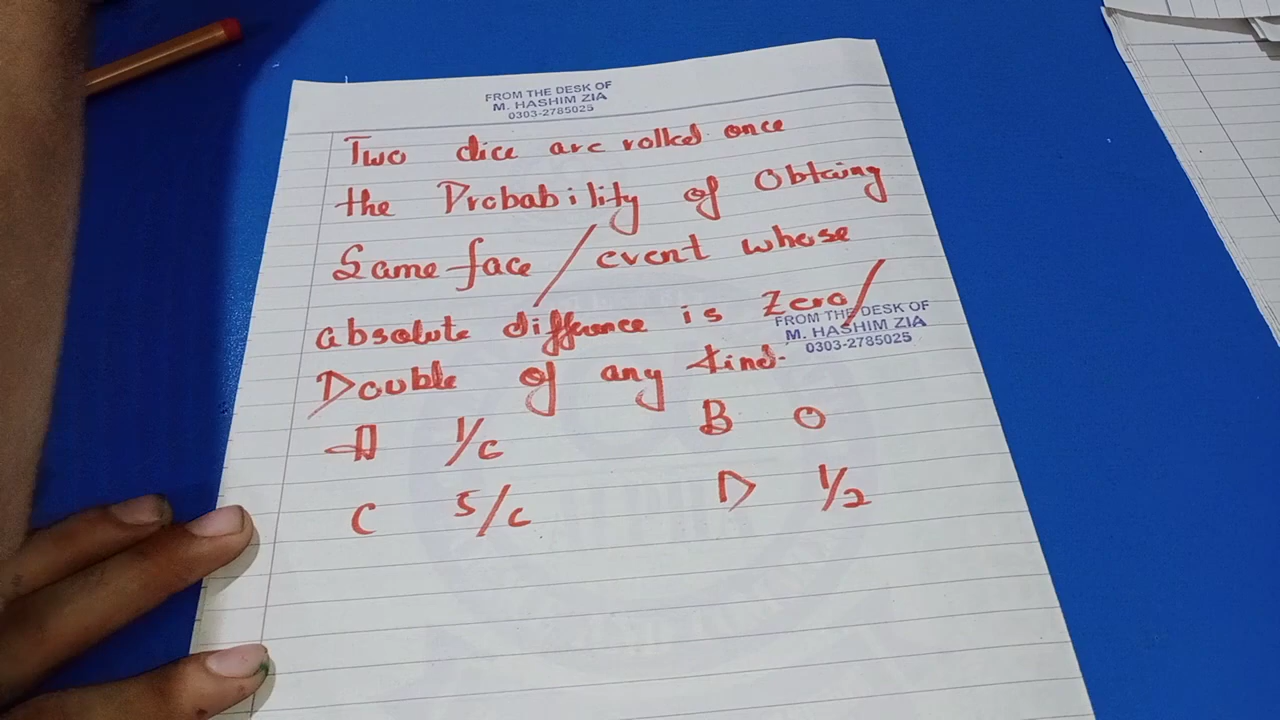 FROM THE DESK OF
M. HASHIM ZIA
0303-2785025
Two dice are rolled once
the Probability of Obtaing
Same face / event whose
absolute difference is Zero/
FROM THE DESK OF
M. HASHIM ZIA
0303-2785025
Double of any kind.
A 1/6 B 0
C 5/6 D 1/2